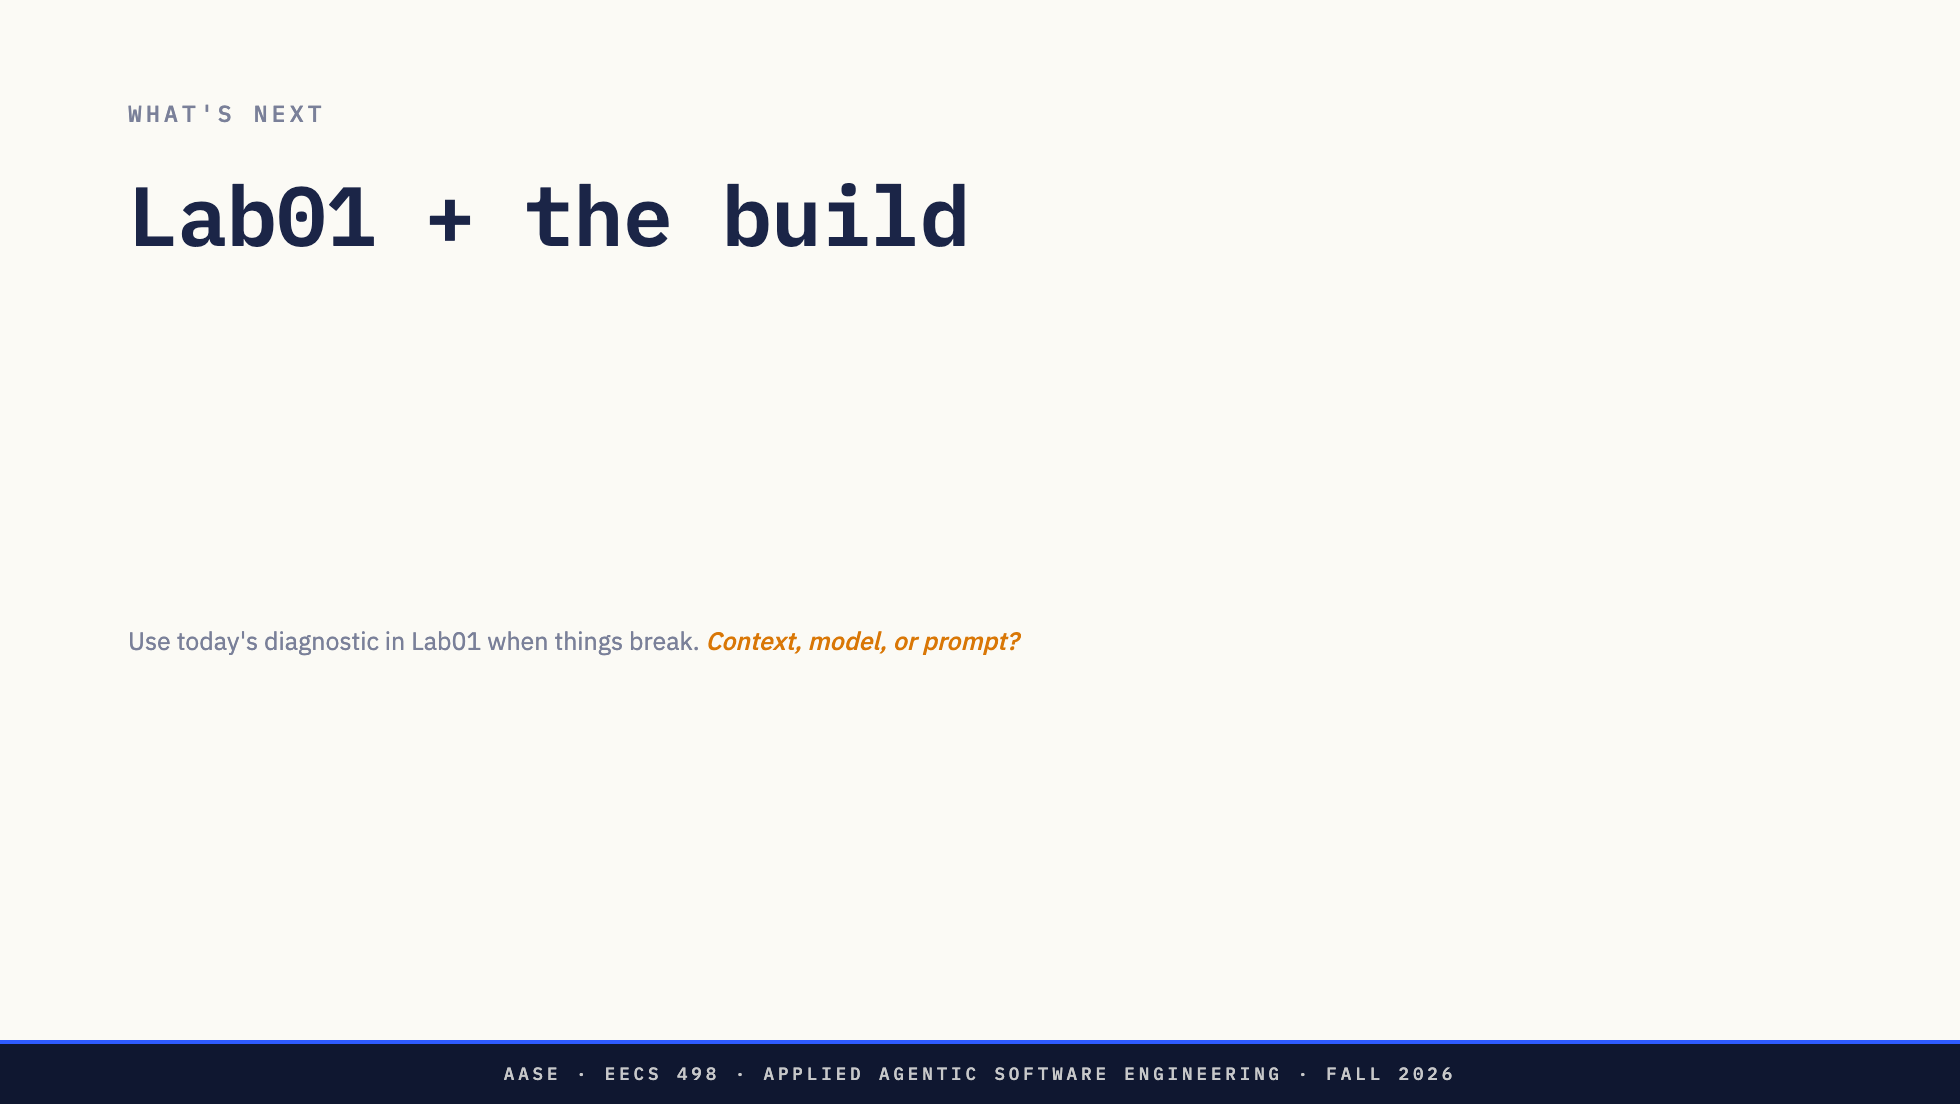 WHAT'S NEXT
Lab01 + the build
Use today's diagnostic in Lab01 when things break. Context, model, or prompt?
AASE · EECS 498 · APPLIED AGENTIC SOFTWARE ENGINEERING · FALL 2026